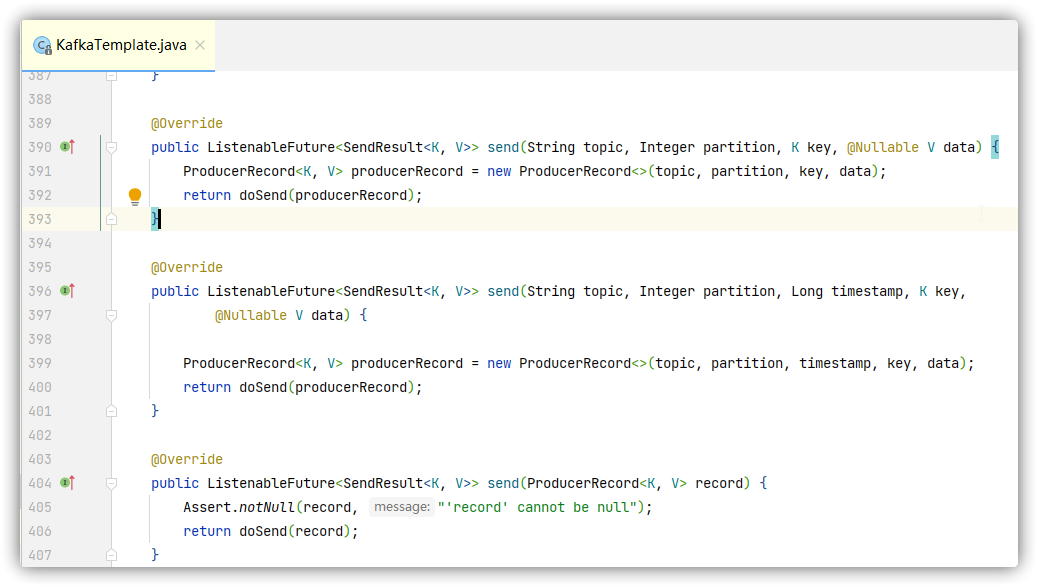 KafkaTemplate.java
387 }
388
389 @Override
390 public ListenableFuture<SendResult<K, V>> send(String topic, Integer partition, K key, @Nullable V data) {
391 ProducerRecord<K, V> producerRecord = new ProducerRecord<>(topic, partition, key, data);
392 return doSend(producerRecord);
393 }
394
395 @Override
396 public ListenableFuture<SendResult<K, V>> send(String topic, Integer partition, Long timestamp, K key,
397 @Nullable V data) {
398
399 ProducerRecord<K, V> producerRecord = new ProducerRecord<>(topic, partition, timestamp, key, data);
400 return doSend(producerRecord);
401 }
402
403 @Override
404 public ListenableFuture<SendResult<K, V>> send(ProducerRecord<K, V> record) {
405 Assert.notNull(record, message: "'record' cannot be null");
406 return doSend(record);
407 }